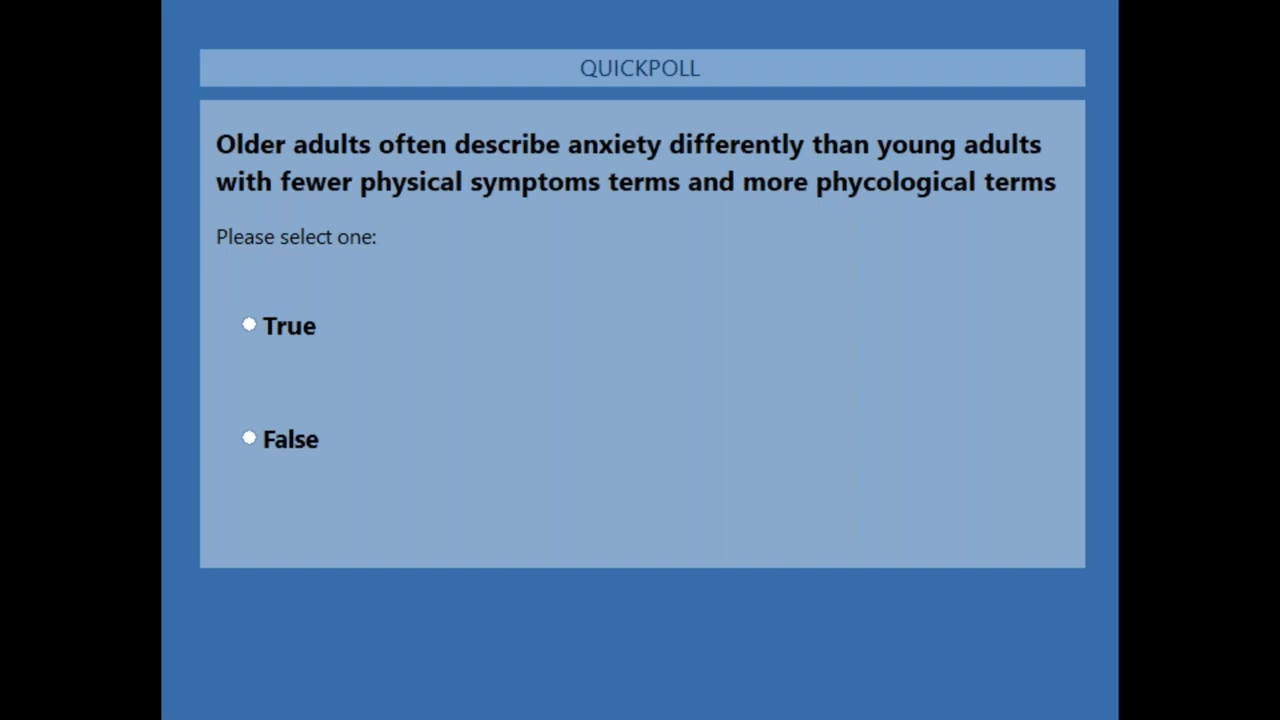 QUICKPOLL
Older adults often describe anxiety differently than young adults
with fewer physical symptoms terms and more phycological terms
Please select one:
True
False